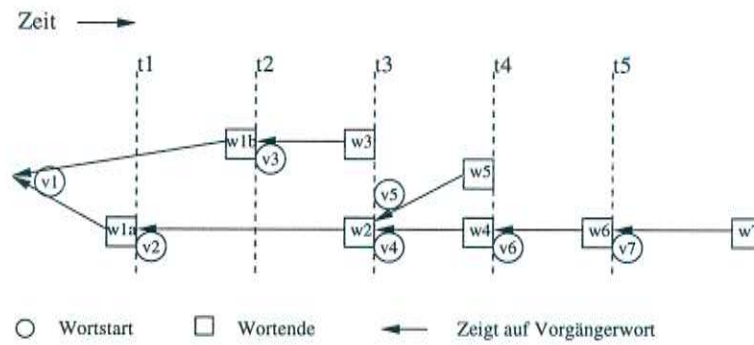 Zeit
t1 t2 t3 t4 t5
w1b w3
v3
w5
v1
v5
w1a w2 w4 w6 w7
v2 v4 v6 v7
Wortstart Wortende Zeigt auf Vorgängerwort